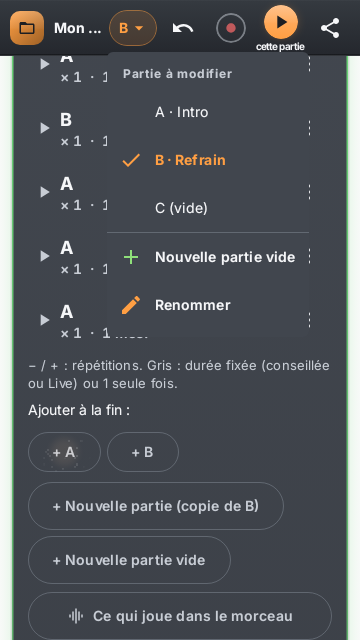 Mon ...
B
cette partie
A
× 1 · 1
B
× 1 · 1
A
× 1 · 1
A
× 1 · 1
A
× 1 · 1
Partie à modifier
A · Intro
B · Refrain
C (vide)
Nouvelle partie vide
Renommer
− / + : répétitions. Gris : durée fixée (conseillée
ou Live) ou 1 seule fois.
Ajouter à la fin :
+ A
+ B
+ Nouvelle partie (copie de B)
+ Nouvelle partie vide
Ce qui joue dans le morceau